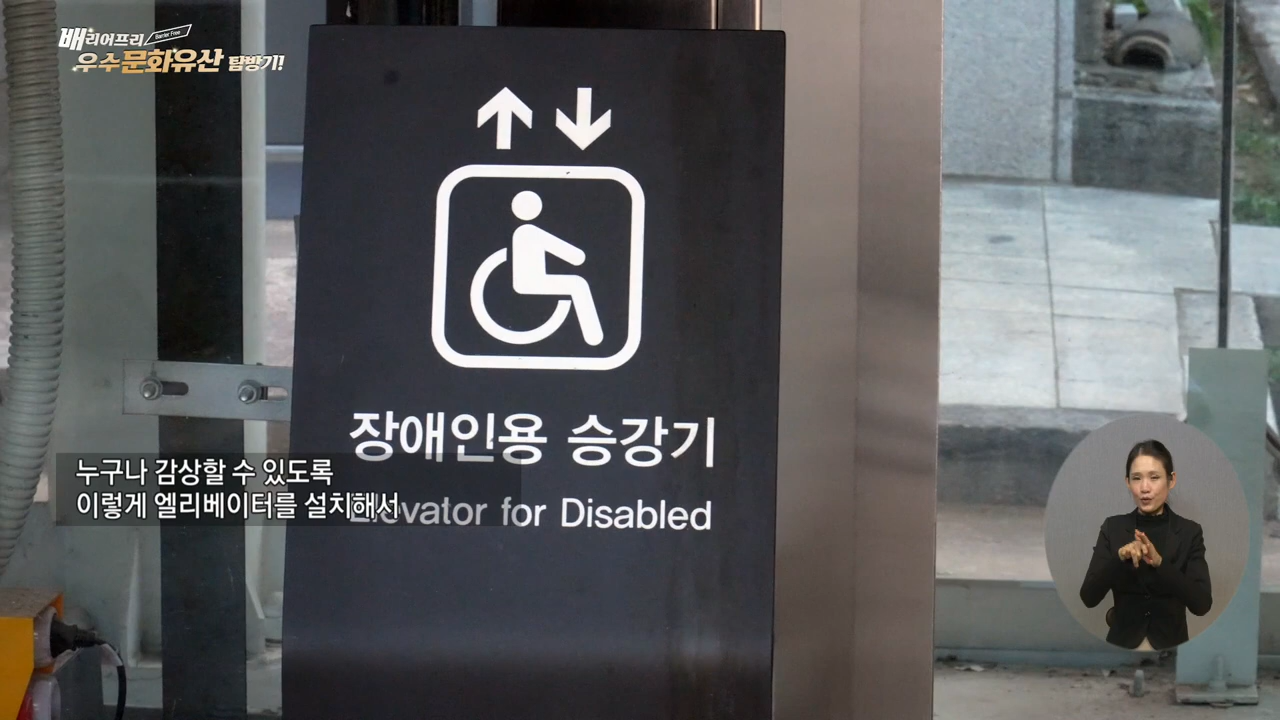 배리어프리 Barrier Free
우수문화유산 탐방기!
장애인용 승강기
Elevator for Disabled
누구나 감상할 수 있도록
이렇게 엘리베이터를 설치해서